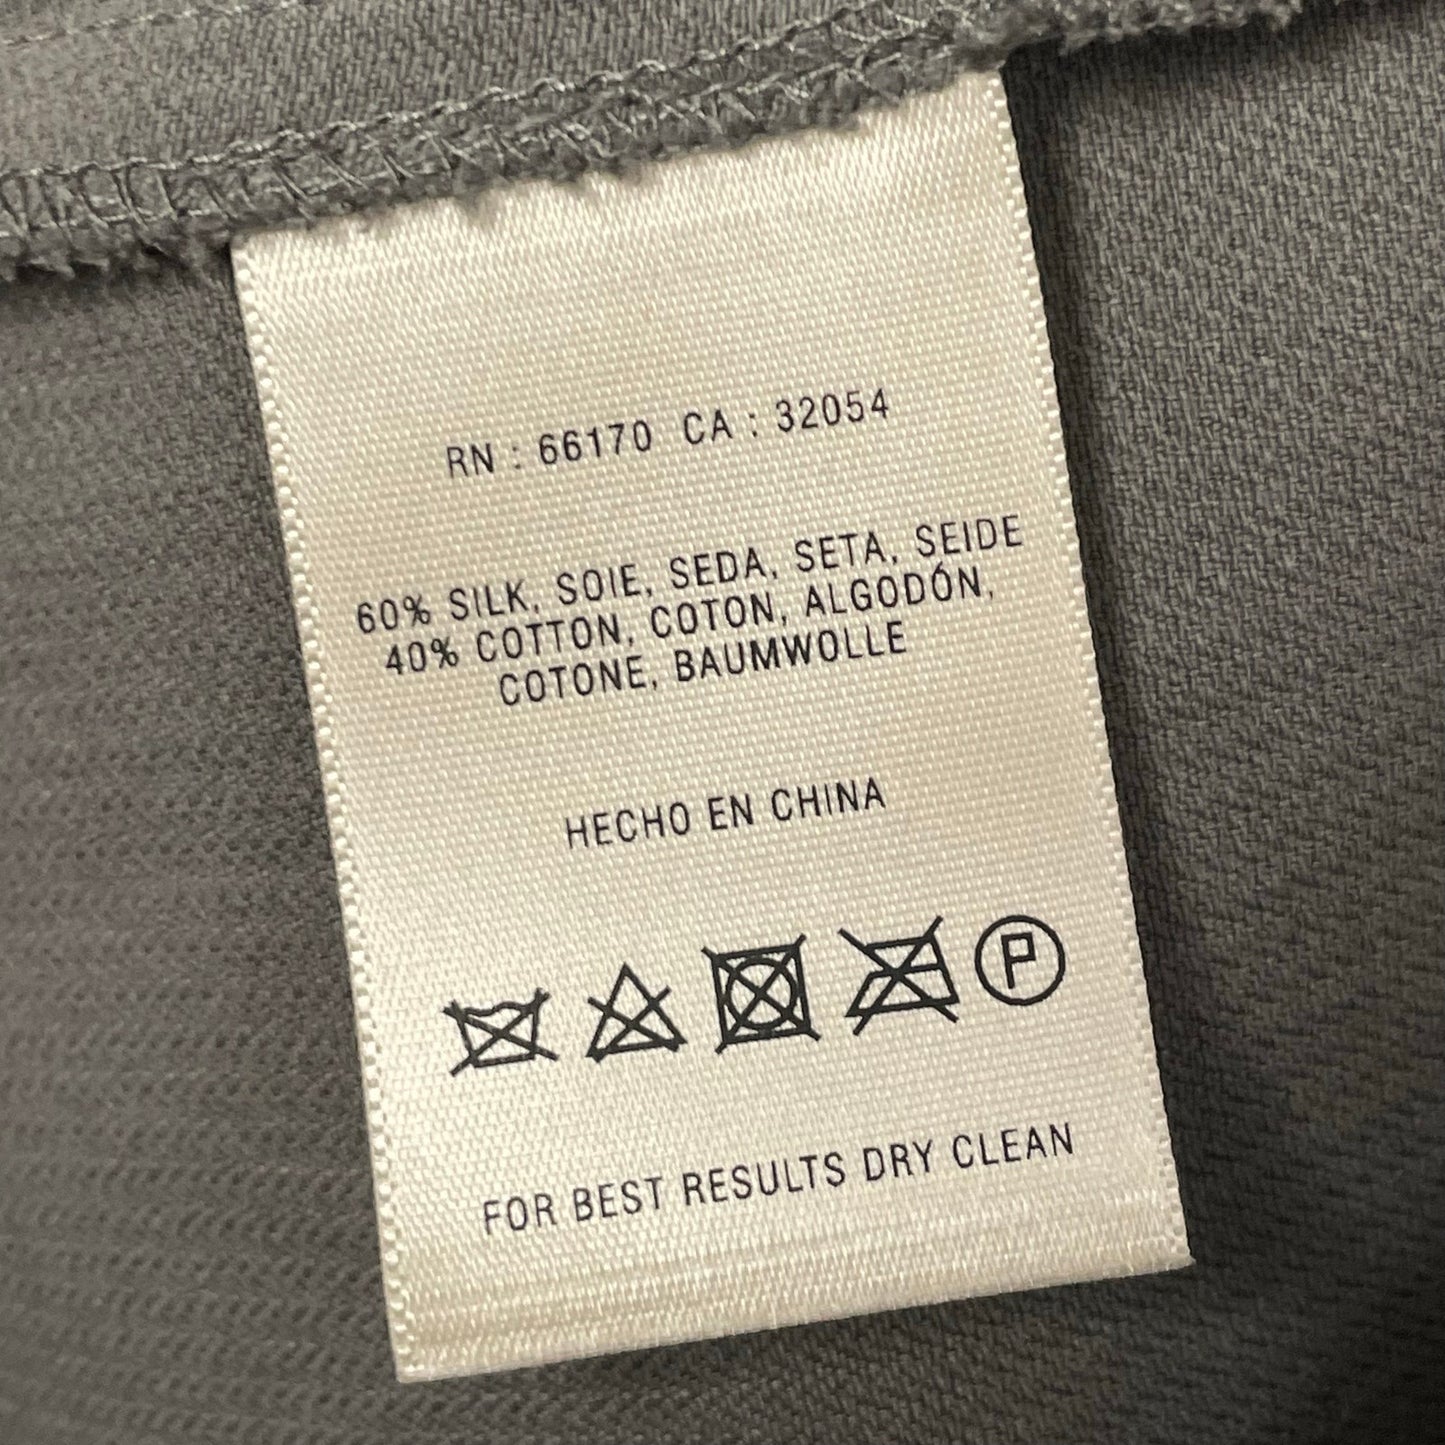 RN : 66170 CA : 32054
60% SILK, SOIE, SEDA, SETA, SEIDE
40% COTTON, COTON, ALGODÓN,
COTONE, BAUMWOLLE
HECHO EN CHINA
P
FOR BEST RESULTS DRY CLEAN